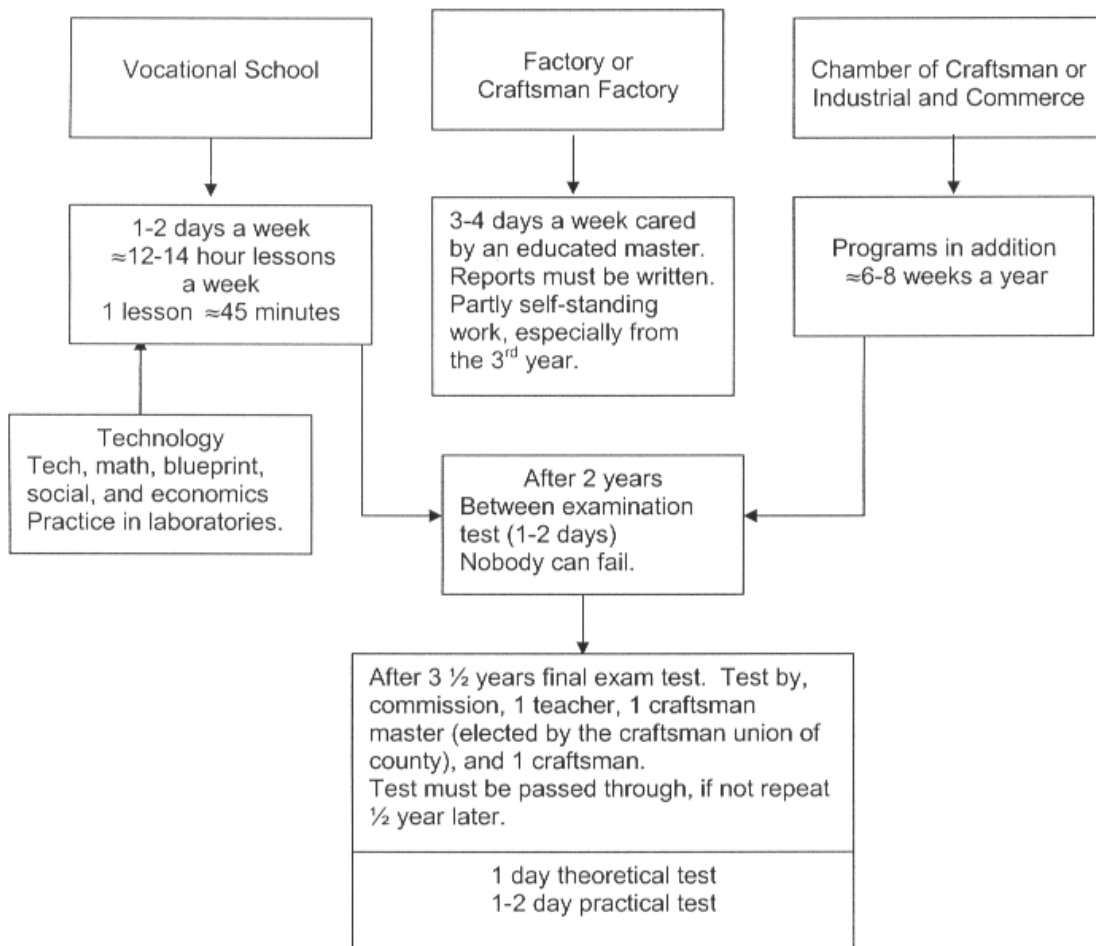 Vocational School
Factory or
Craftsman Factory
Chamber of Craftsman or
Industrial and Commerce
1-2 days a week
≈12-14 hour lessons
a week
1 lesson ≈45 minutes
3-4 days a week cared
by an educated master.
Reports must be written.
Partly self-standing
work, especially from
the 3rd year.
Programs in addition
≈6-8 weeks a year
Technology
Tech, math, blueprint,
social, and economics
Practice in laboratories.
After 2 years
Between examination
test (1-2 days)
Nobody can fail.
After 3 ½ years final exam test.  Test by,
commission, 1 teacher, 1 craftsman
master (elected by the craftsman union of
county), and 1 craftsman.
Test must be passed through, if not repeat
½ year later.
1 day theoretical test
1-2 day practical test